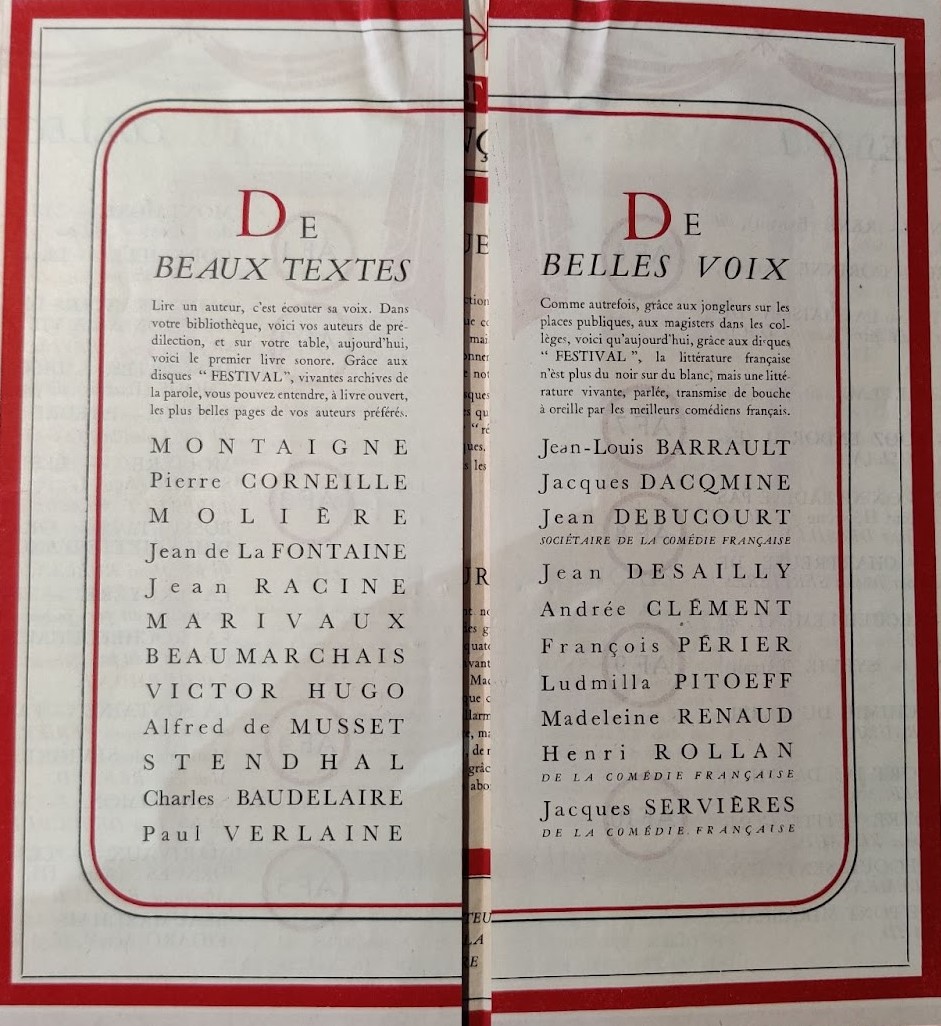 DE
BEAUX TEXTES
Lire un auteur, c'est écouter sa voix. Dans
votre bibliothèque, voici vos auteurs de pré-
dilection, et sur votre table, aujourd'hui,
voici le premier livre sonore. Grâce aux
disques “ FESTIVAL”, vivantes archives de
la parole, vous pouvez entendre, à livre ouvert,
les plus belles pages de vos auteurs préférés.
MONTAIGNE
Pierre CORNEILLE
MOLIÈRE
Jean de La FONTAINE
Jean RACINE
MARIVAUX
BEAUMARCHAIS
VICTOR HUGO
Alfred de MUSSET
STENDHAL
Charles BAUDELAIRE
Paul VERLAINE
DE
BELLES VOIX
Comme autrefois, grâce aux jongleurs sur les
places publiques, aux magisters dans les col-
lèges, voici qu'aujourd'hui, grâce aux disques
“ FESTIVAL ”, la littérature française
n'èst plus du noir sur du blanc, mais une litté-
rature vivante, parlée, transmise de bouche
à oreille par les meilleurs comédiens français.
Jean-Louis BARRAULT
Jacques DACQMINE
Jean DEBUCOURT
SOCIÉTAIRE DE LA COMÉDIE FRANÇAISE
Jean DESAILLY
Andrée CLÉMENT
François PÉRIER
Ludmilla PITOEFF
Madeleine RENAUD
Henri ROLLAN
DE LA COMÉDIE FRANÇAISE
Jacques SERVIÈRES
DE LA COMÉDIE FRANÇAISE